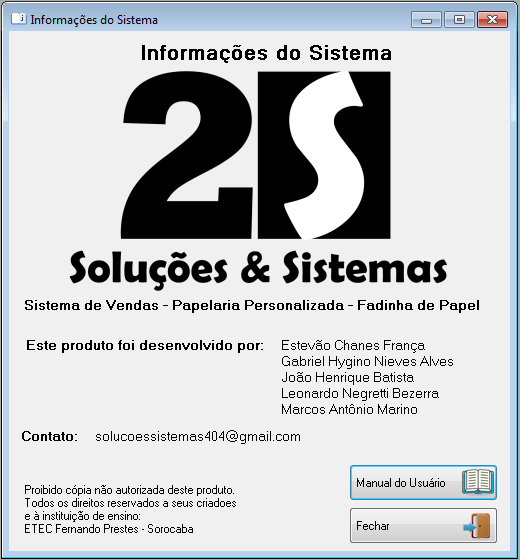 Informações do Sistema
Informações do Sistema
2S
Soluções & Sistemas
Sistema de Vendas - Papelaria Personalizada - Fadinha de Papel
Este produto foi desenvolvido por: Estevão Chanes França
Gabriel Hygino Nieves Alves
João Henrique Batista
Leonardo Negretti Bezerra
Marcos Antônio Marino
Contato: solucoessistemas404@gmail.com
Proibido cópia não autorizada deste produto.
Todos os direitos reservados a seus criadoes
e à instituição de ensino:
ETEC Fernando Prestes - Sorocaba
Manual do Usuário
Fechar